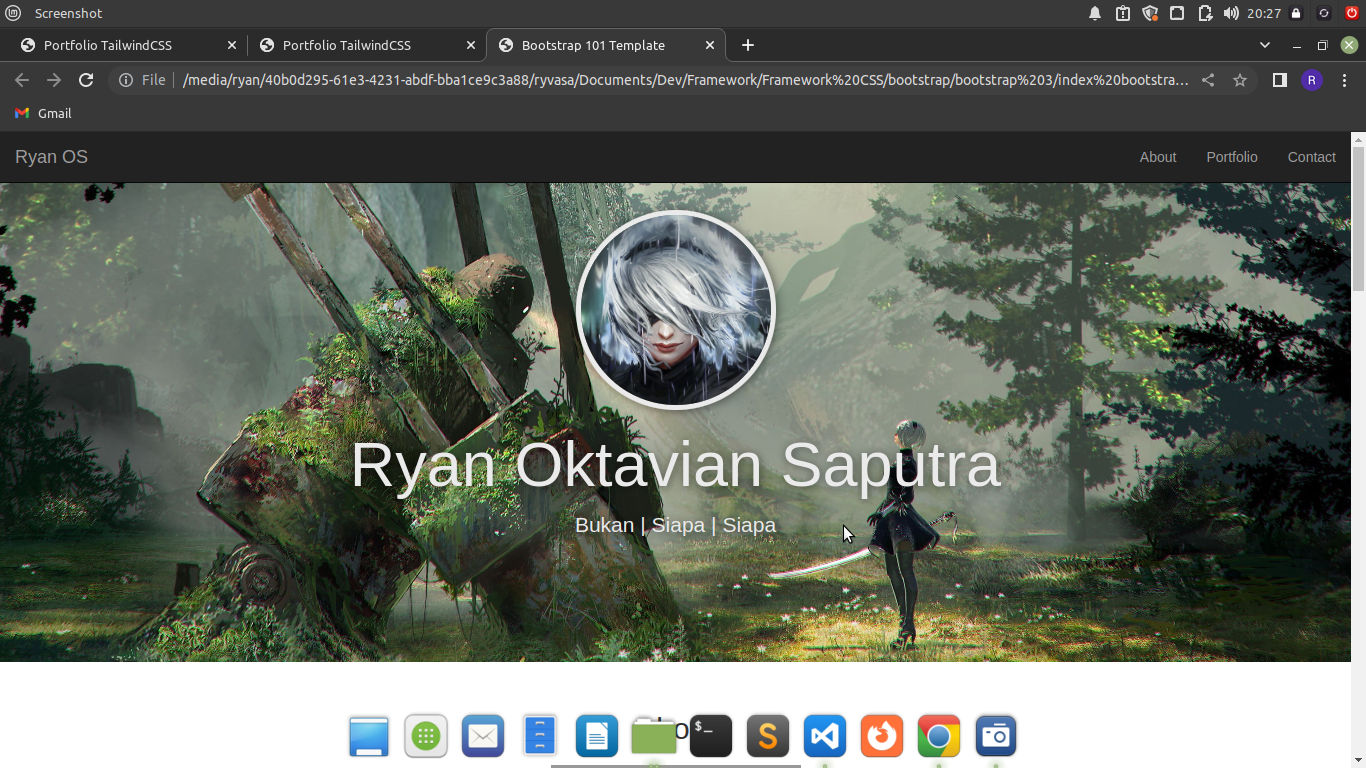 Screenshot
20:27
Portfolio TailwindCSS
Portfolio TailwindCSS
Bootstrap 101 Template
File
/media/ryan/40b0d295-61e3-4231-abdf-bba1ce9c3a88/ryvasa/Documents/Dev/Framework/Framework%20CSS/bootstrap/bootstrap%203/index%20bootstra...
R
Gmail
Ryan OS
About
Portfolio
Contact
Ryan Oktavian Saputra
Bukan | Siapa | Siapa
$_
S